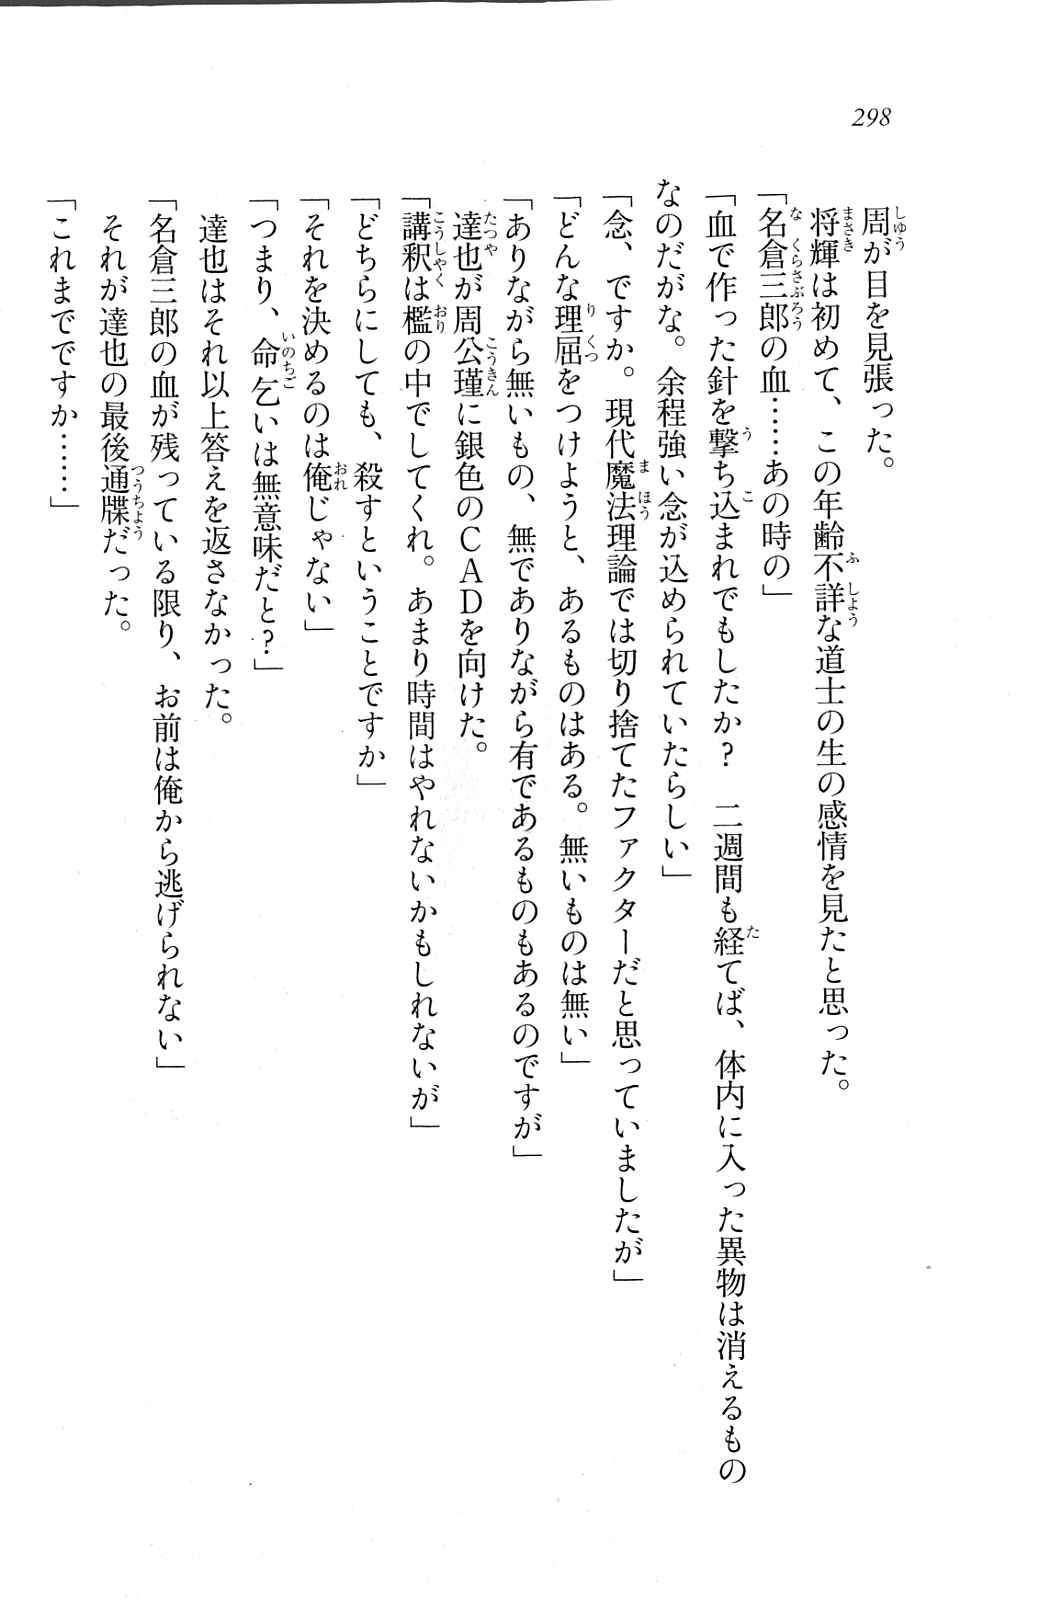 298
周が目を見張った。
将輝は初めて、この年齢不詳な道士の生の感情を見たと思った。
「名倉三郎の血……あの時の」
「血で作った針を撃ち込まれでもしたか？　二週間も経てば、体内に入った異物は消えるもの
なのだがな。余程強い念が込められていたらしい」
「念、ですか。現代魔法理論では切り捨てたファクターだと思っていましたが」
「どんな理屈をつけようと、あるものはある。無いものは無い」
「ありながら無いもの、無でありながら有であるものもあるのですが」
達也が周公瑾に銀色のＣＡＤを向けた。
「講釈は檻の中でしてくれ。あまり時間はやれないかもしれないが」
「どちらにしても、殺すということですか」
「それを決めるのは俺じゃない」
「つまり、命乞いは無意味だと？」
達也はそれ以上答えを返さなかった。
「名倉三郎の血が残っている限り、お前は俺から逃げられない」
それが達也の最後通牒だった。
「これまでですか……」